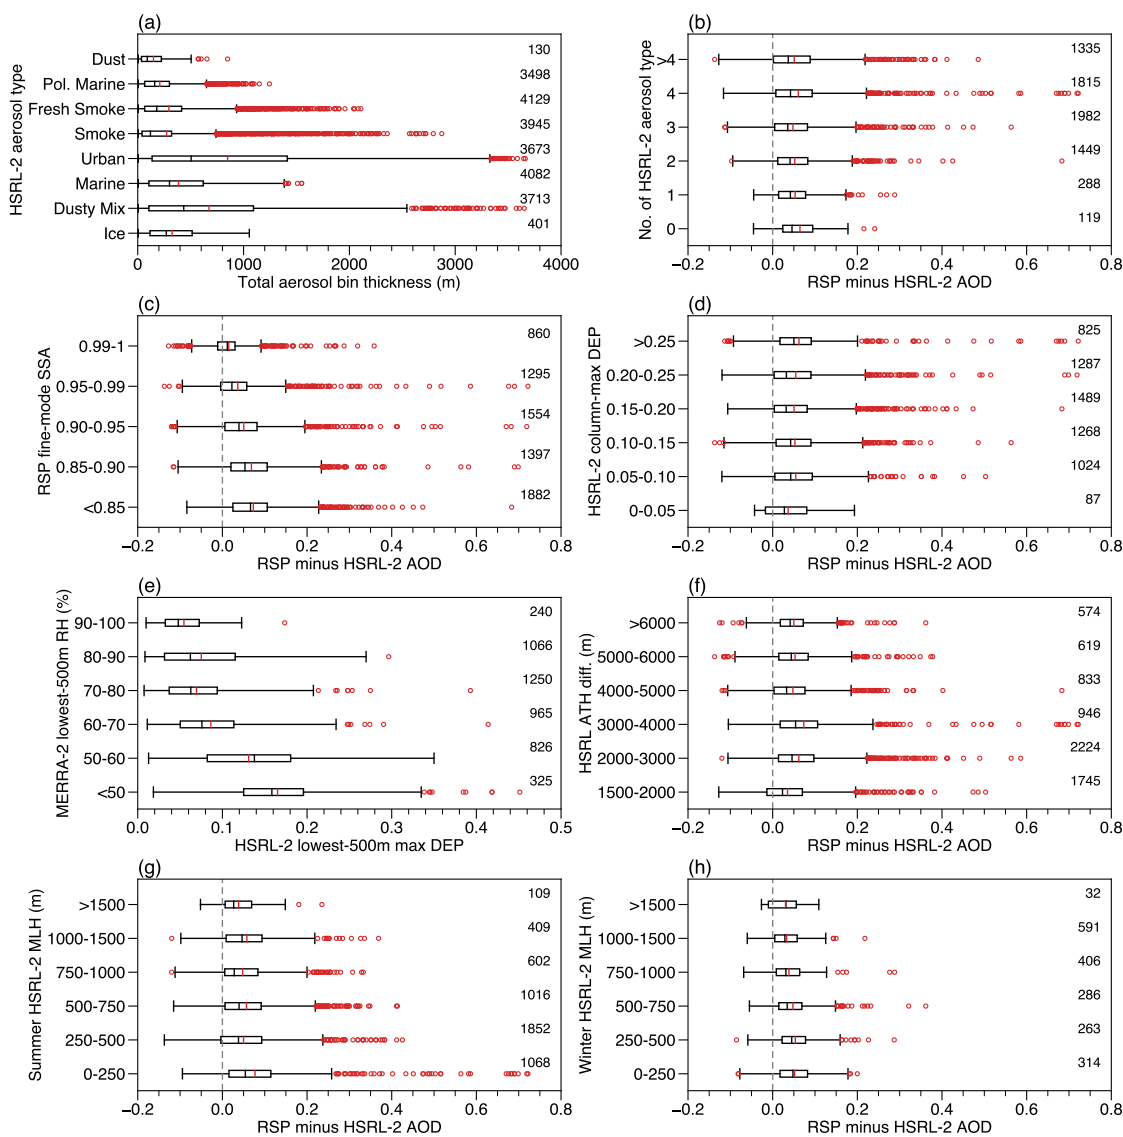 (a)
HSRL-2 aerosol type
Dust
Pol. Marine
Fresh Smoke
Smoke
Urban
Marine
Dusty Mix
Ice
130
3498
4129
3945
3673
4082
3713
401
0 1000 2000 3000 4000
Total aerosol bin thickness (m)
(b)
No. of HSRL-2 aerosol type
>4
4
3
2
1
0
1335
1815
1982
1449
288
119
−0.2 0.0 0.2 0.4 0.6 0.8
RSP minus HSRL-2 AOD
(c)
RSP fine-mode SSA
0.99-1
0.95-0.99
0.90-0.95
0.85-0.90
<0.85
860
1295
1554
1397
1882
−0.2 0.0 0.2 0.4 0.6 0.8
RSP minus HSRL-2 AOD
(d)
HSRL-2 column-max DEP
>0.25
0.20-0.25
0.15-0.20
0.10-0.15
0.05-0.10
0-0.05
825
1287
1489
1268
1024
87
−0.2 0.0 0.2 0.4 0.6 0.8
RSP minus HSRL-2 AOD
(e)
MERRA-2 lowest-500m RH (%)
90-100
80-90
70-80
60-70
50-60
<50
240
1066
1250
965
826
325
0.0 0.1 0.2 0.3 0.4 0.5
HSRL-2 lowest-500m max DEP
(f)
HSRL ATH diff. (m)
>6000
5000-6000
4000-5000
3000-4000
2000-3000
1500-2000
574
619
833
946
2224
1745
−0.2 0.0 0.2 0.4 0.6 0.8
RSP minus HSRL-2 AOD
(g)
Summer HSRL-2 MLH (m)
>1500
1000-1500
750-1000
500-750
250-500
0-250
109
409
602
1016
1852
1068
−0.2 0.0 0.2 0.4 0.6 0.8
RSP minus HSRL-2 AOD
(h)
Winter HSRL-2 MLH (m)
>1500
1000-1500
750-1000
500-750
250-500
0-250
32
591
406
286
263
314
−0.2 0.0 0.2 0.4 0.6 0.8
RSP minus HSRL-2 AOD